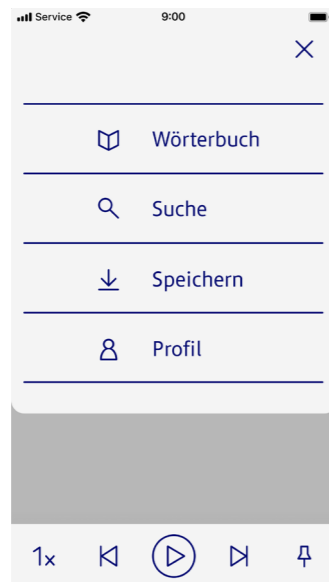 Service 9:00
Wörterbuch
Suche
Speichern
Profil
1x